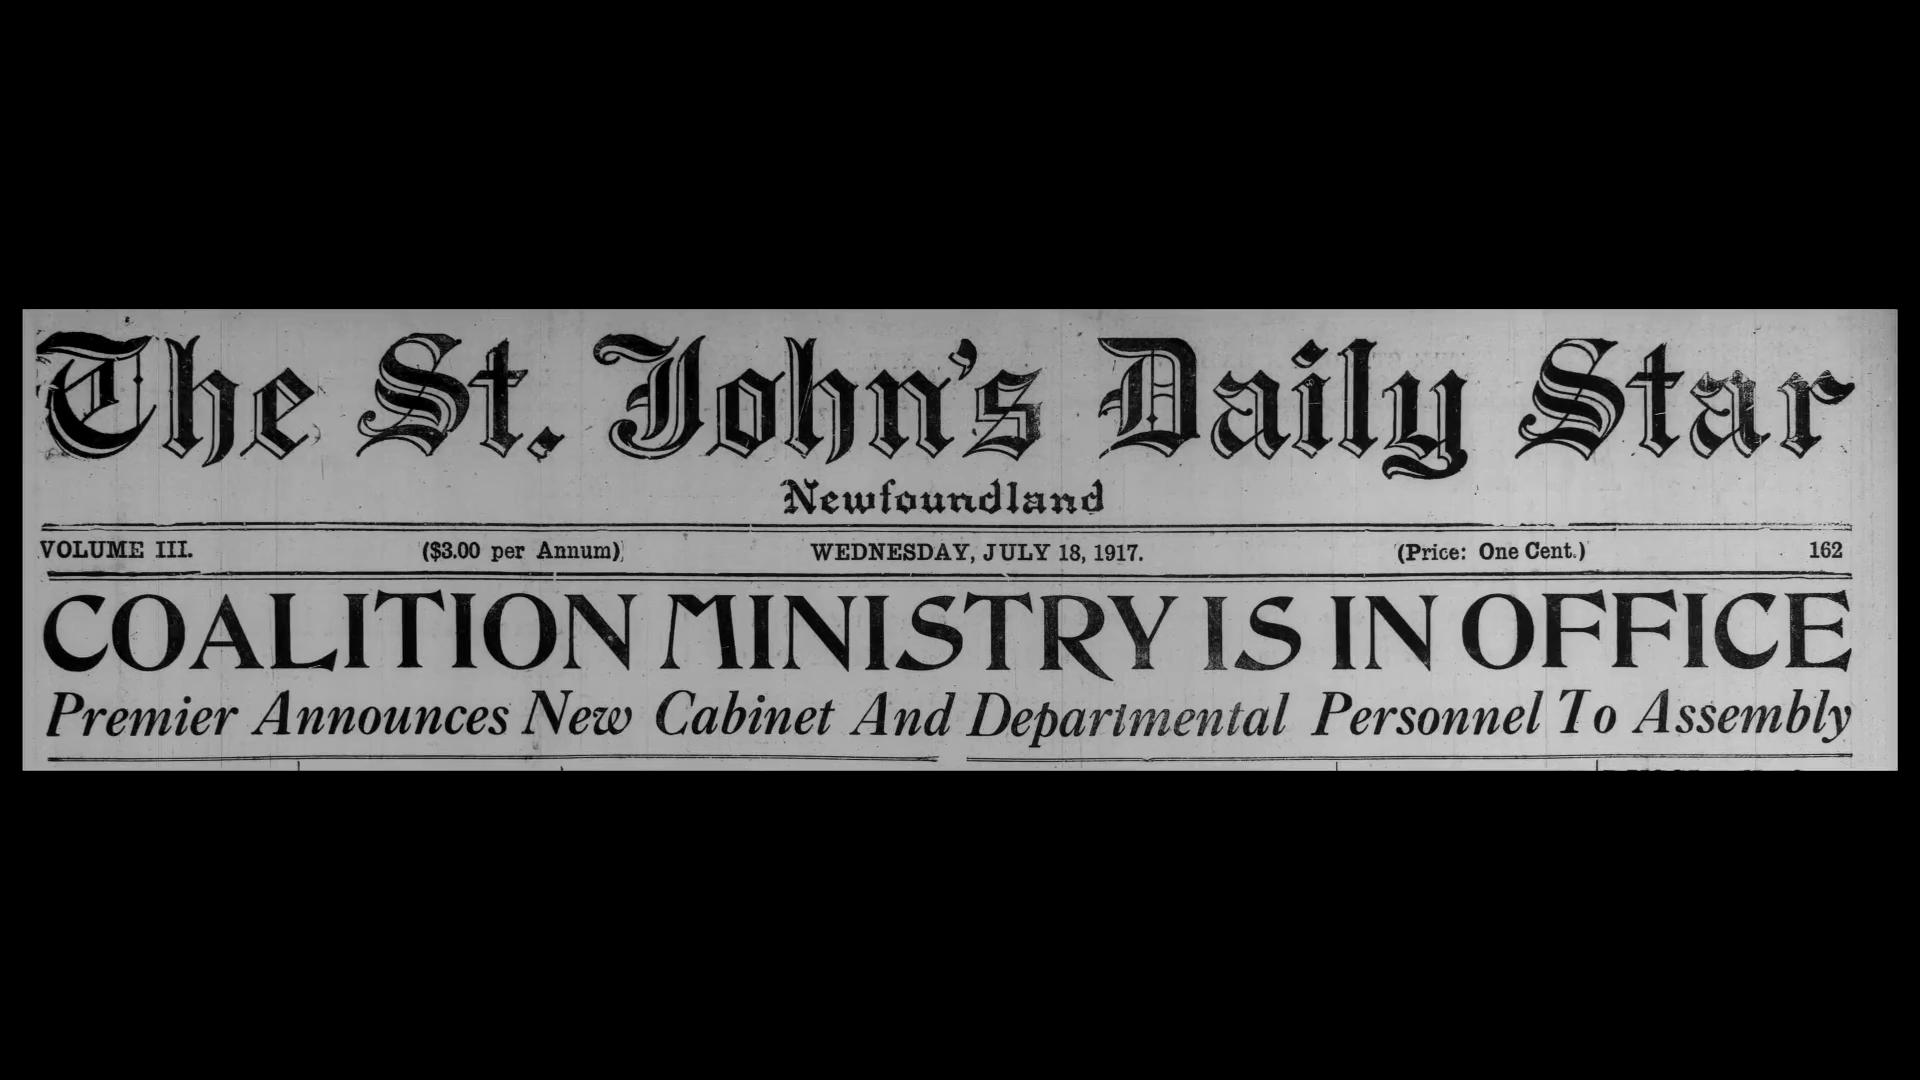 The St. John's Daily Star
Newfoundland
VOLUME III. ($3.00 per Annum) WEDNESDAY, JULY 18, 1917. (Price: One Cent.) 162
COALITION MINISTRY IS IN OFFICE
Premier Announces New Cabinet And Departmental Personnel To Assembly